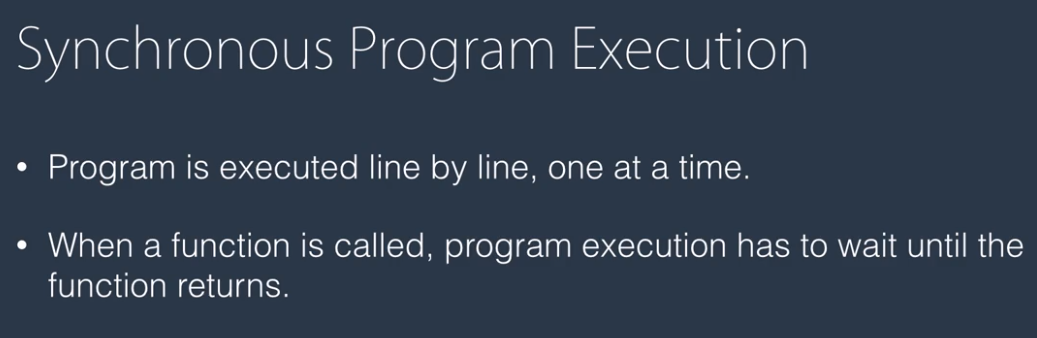 Synchronous Program Execution
• Program is executed line by line, one at a time.
• When a function is called, program execution has to wait until the
function returns.